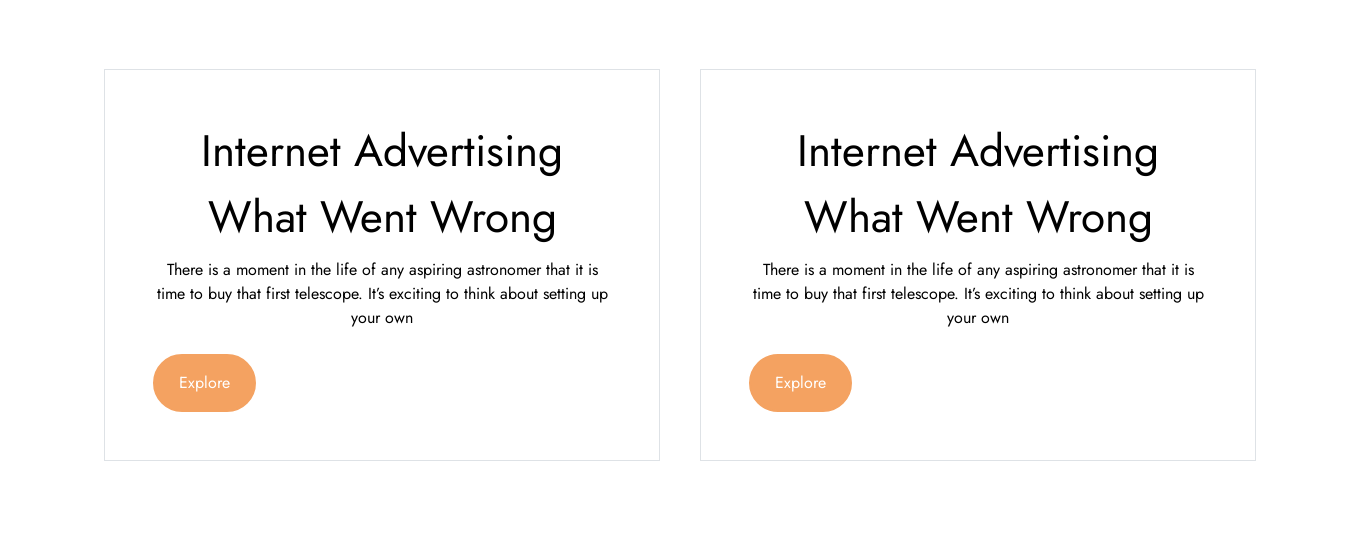 Internet Advertising
What Went Wrong
There is a moment in the life of any aspiring astronomer that it is
time to buy that first telescope. It’s exciting to think about setting up
your own
Explore
Internet Advertising
What Went Wrong
There is a moment in the life of any aspiring astronomer that it is
time to buy that first telescope. It’s exciting to think about setting up
your own
Explore